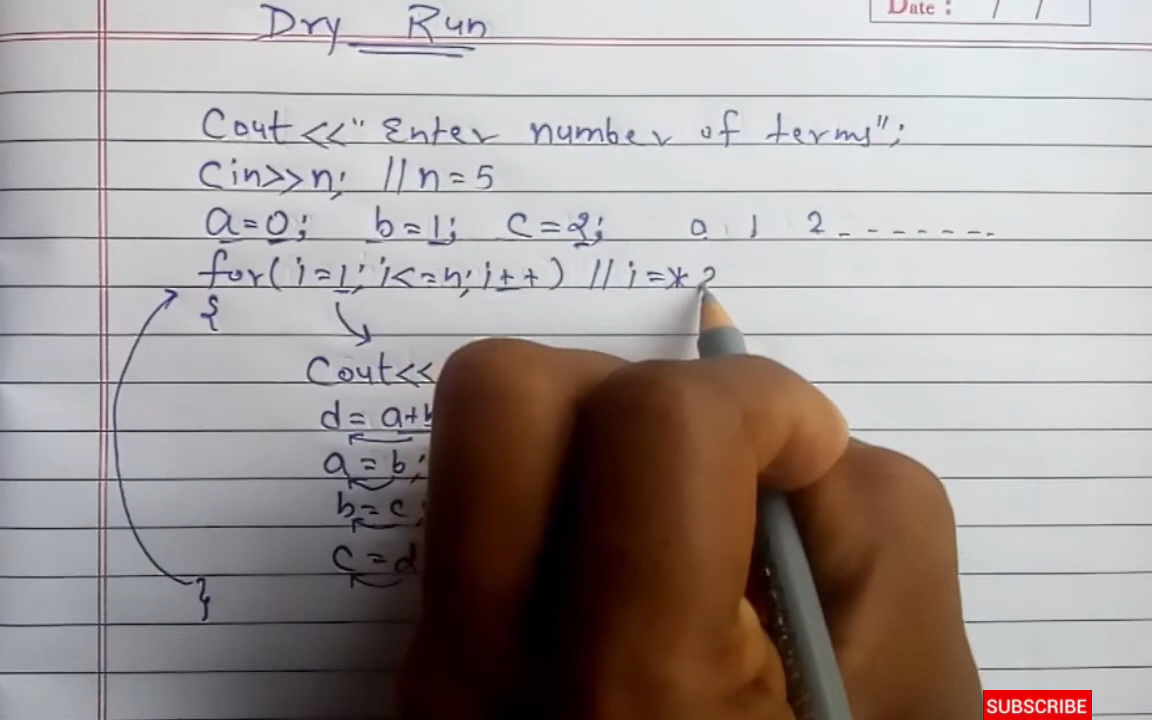 Date : / /
Dry Run
Cout<<"Enter number of terms";
Cin>>n; //n=5
a=0; b=1; c=2; 0 1 2-------
for(i=1; i<=n; i++) //i= 2
{
Cout<<
d=a+b
a=b;
b=c;
c=d
}
SUBSCRIBE